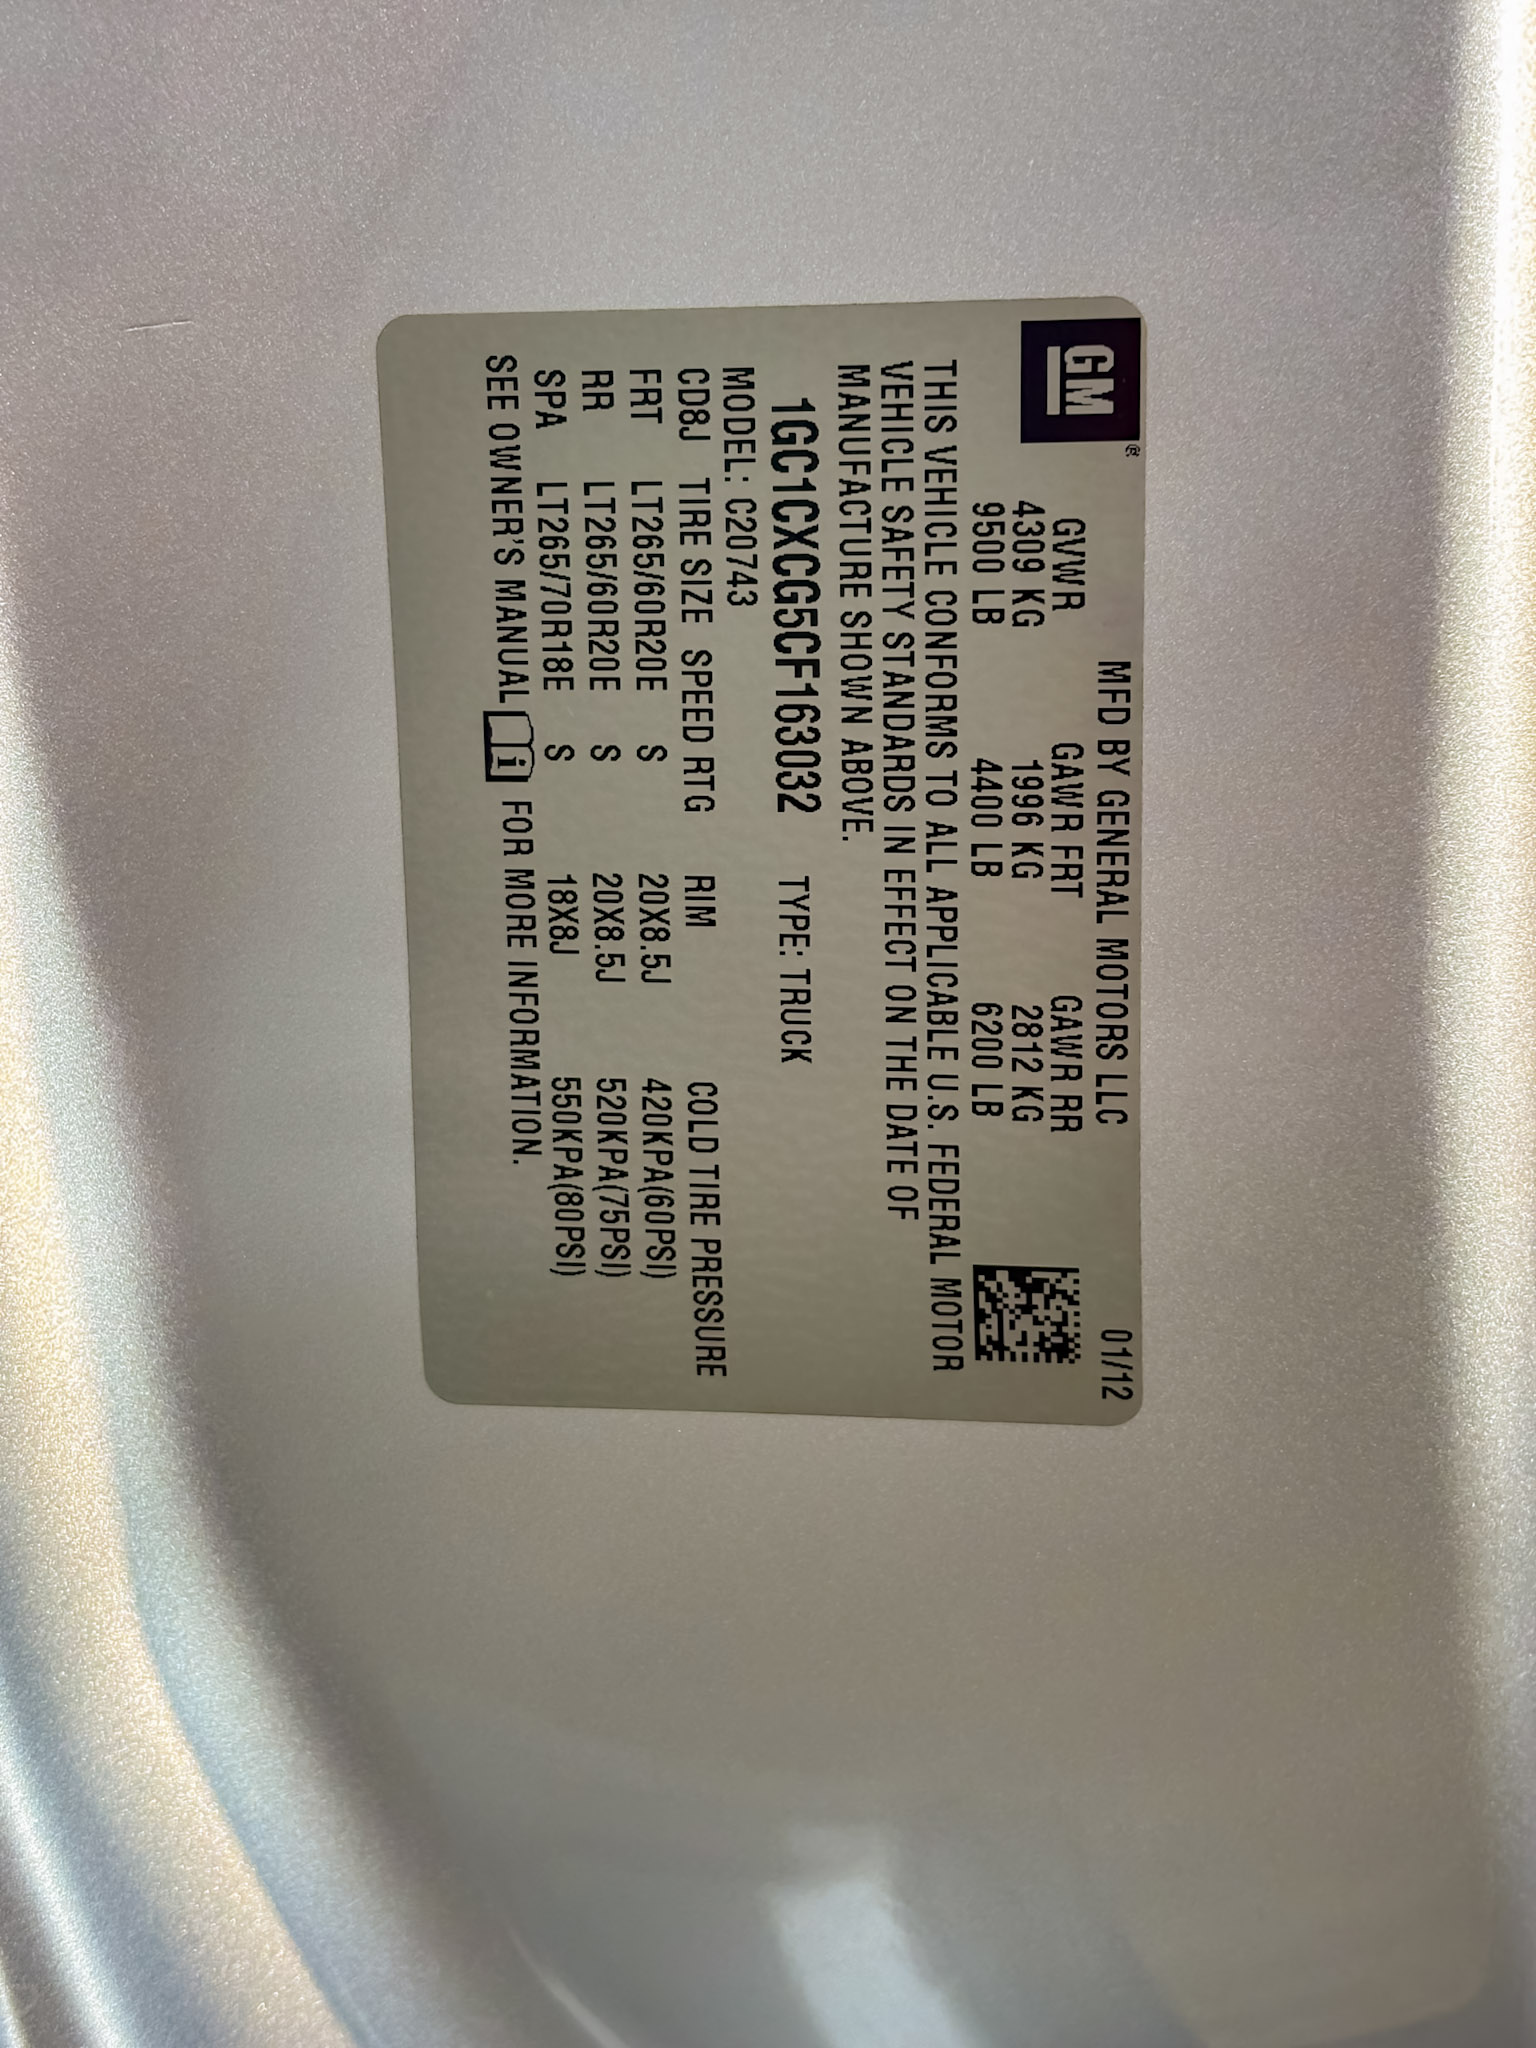 GM®
MFD BY GENERAL MOTORS LLC 01/12
GVWR GAWR FRT GAWR RR
4309 KG 1996 KG 2812 KG
9500 LB 4400 LB 6200 LB
THIS VEHICLE CONFORMS TO ALL APPLICABLE U.S. FEDERAL MOTOR
VEHICLE SAFETY STANDARDS IN EFFECT ON THE DATE OF
MANUFACTURE SHOWN ABOVE.
1GC1CXCG5CF163032 TYPE: TRUCK
MODEL: C20743
CD8J TIRE SIZE SPEED RTG RIM COLD TIRE PRESSURE
FRT LT265/60R20E S 20X8.5J 420KPA(60PSI)
RR LT265/60R20E S 20X8.5J 520KPA(75PSI)
SPA LT265/70R18E S 18X8J 550KPA(80PSI)
SEE OWNER'S MANUAL i FOR MORE INFORMATION.